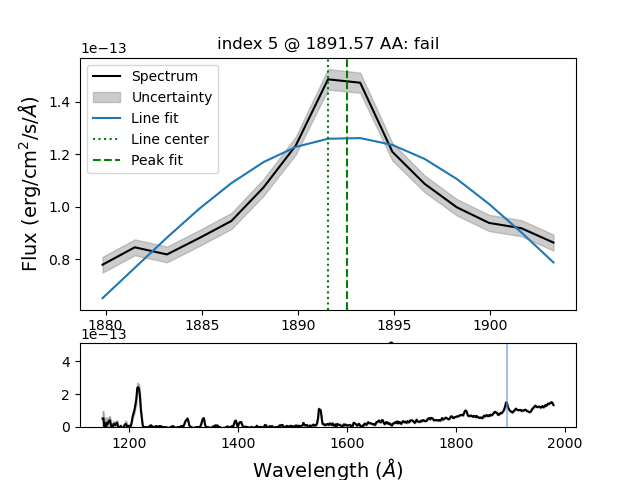 index 5 @ 1891.57 AA: fail
1e−13
Spectrum
Uncertainty
Line fit
Line center
Peak fit
Flux (erg/cm²/s/Å)
1.4
1.2
1.0
0.8
1880 1885 1890 1895 1900
1e−13
4
2
0
1200 1400 1600 1800 2000
Wavelength (Å)